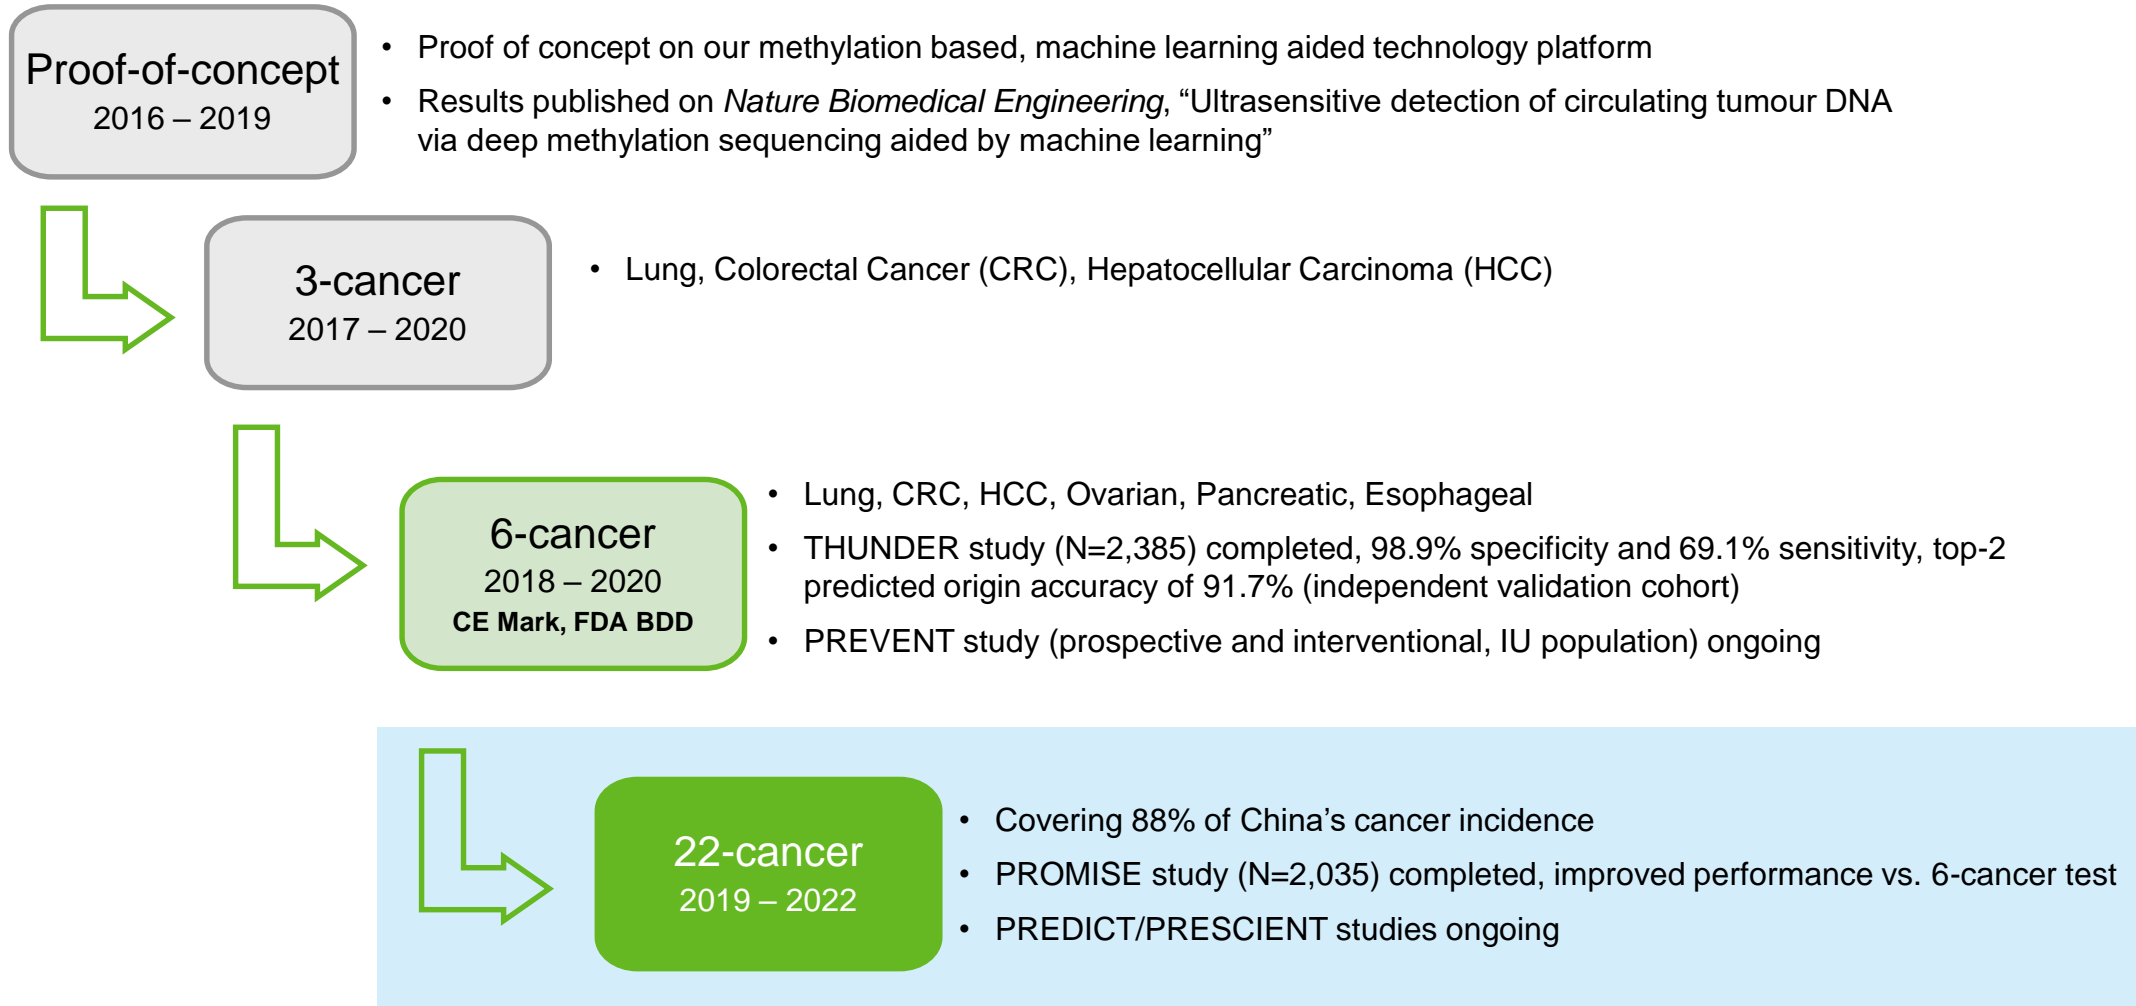 Proof-of-concept
2016 – 2019
• Proof of concept on our methylation based, machine learning aided technology platform
• Results published on Nature Biomedical Engineering, “Ultrasensitive detection of circulating tumour DNA
via deep methylation sequencing aided by machine learning”
3-cancer
2017 – 2020
• Lung, Colorectal Cancer (CRC), Hepatocellular Carcinoma (HCC)
6-cancer
2018 – 2020
CE Mark, FDA BDD
• Lung, CRC, HCC, Ovarian, Pancreatic, Esophageal
• THUNDER study (N=2,385) completed, 98.9% specificity and 69.1% sensitivity, top-2
predicted origin accuracy of 91.7% (independent validation cohort)
• PREVENT study (prospective and interventional, IU population) ongoing
22-cancer
2019 – 2022
• Covering 88% of China’s cancer incidence
• PROMISE study (N=2,035) completed, improved performance vs. 6-cancer test
• PREDICT/PRESCIENT studies ongoing